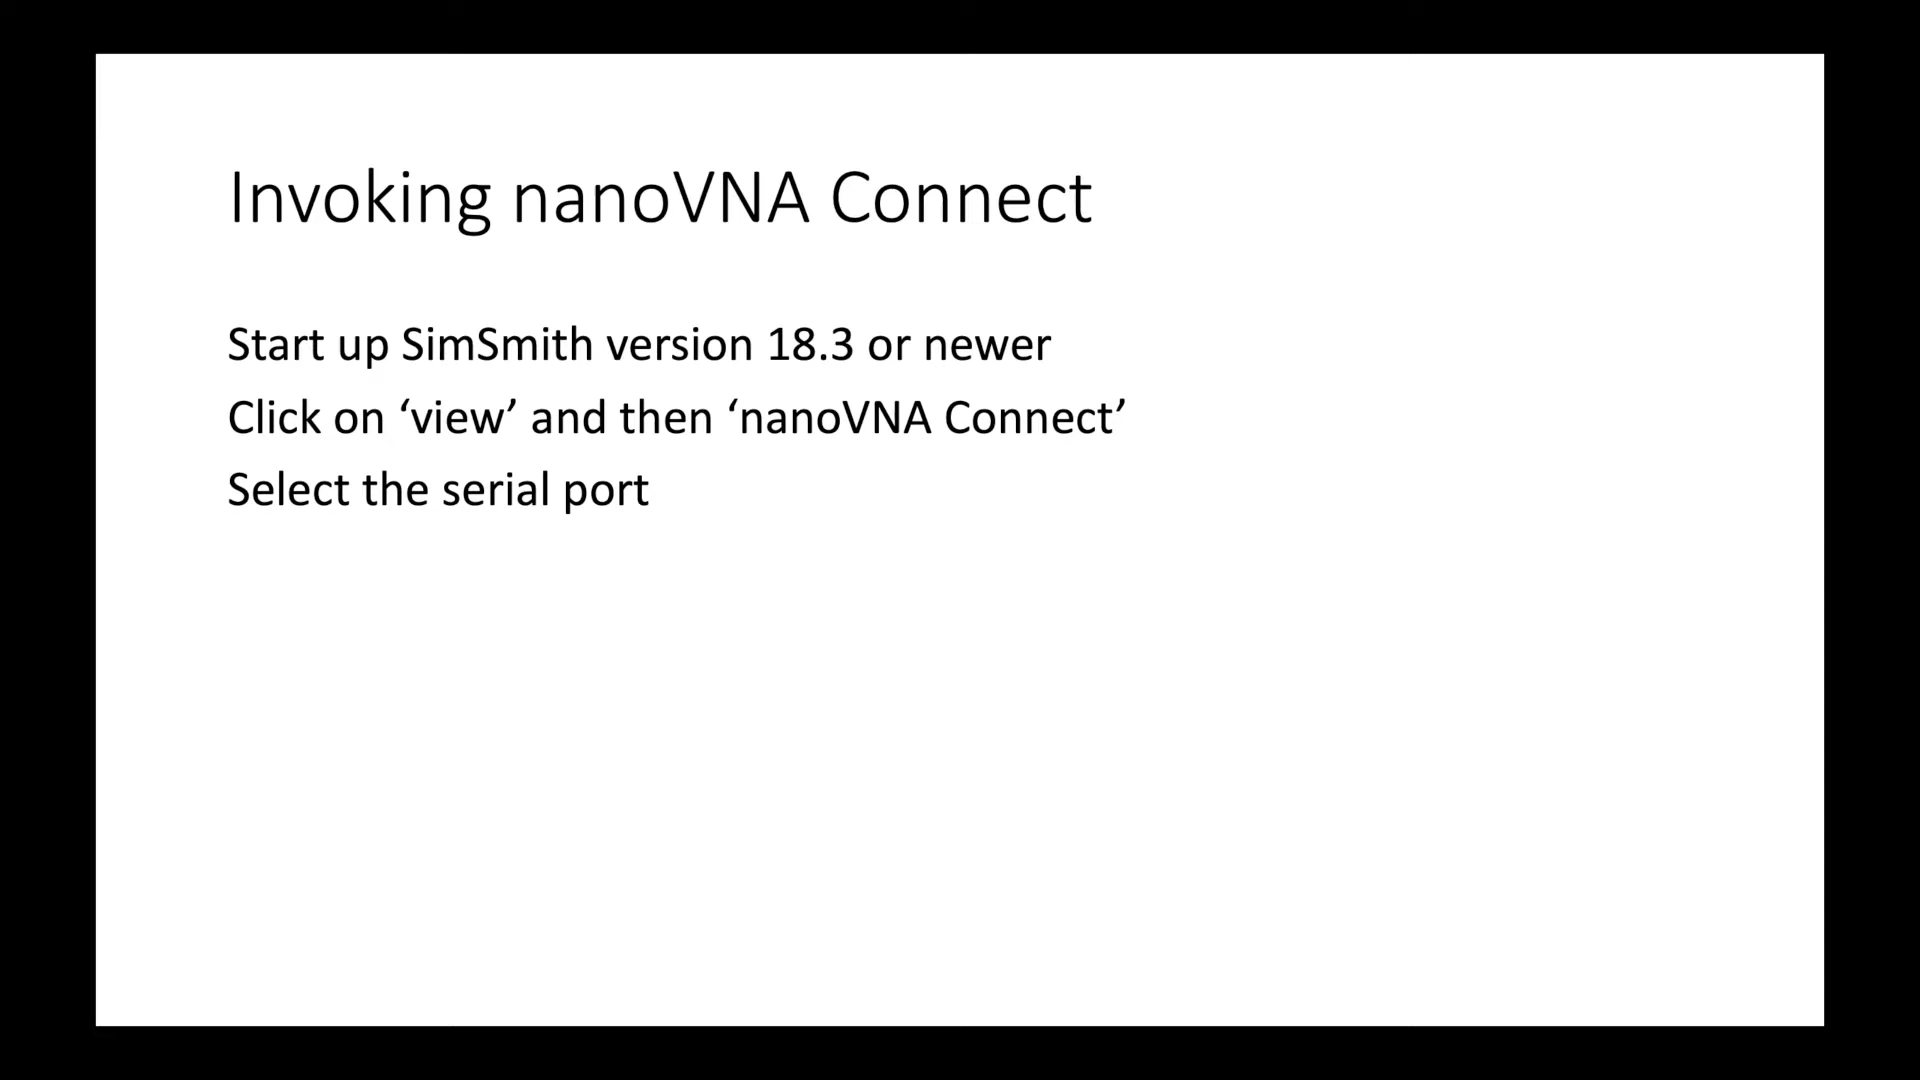 Invoking nanoVNA Connect
Start up SimSmith version 18.3 or newer
Click on ‘view’ and then ‘nanoVNA Connect’
Select the serial port